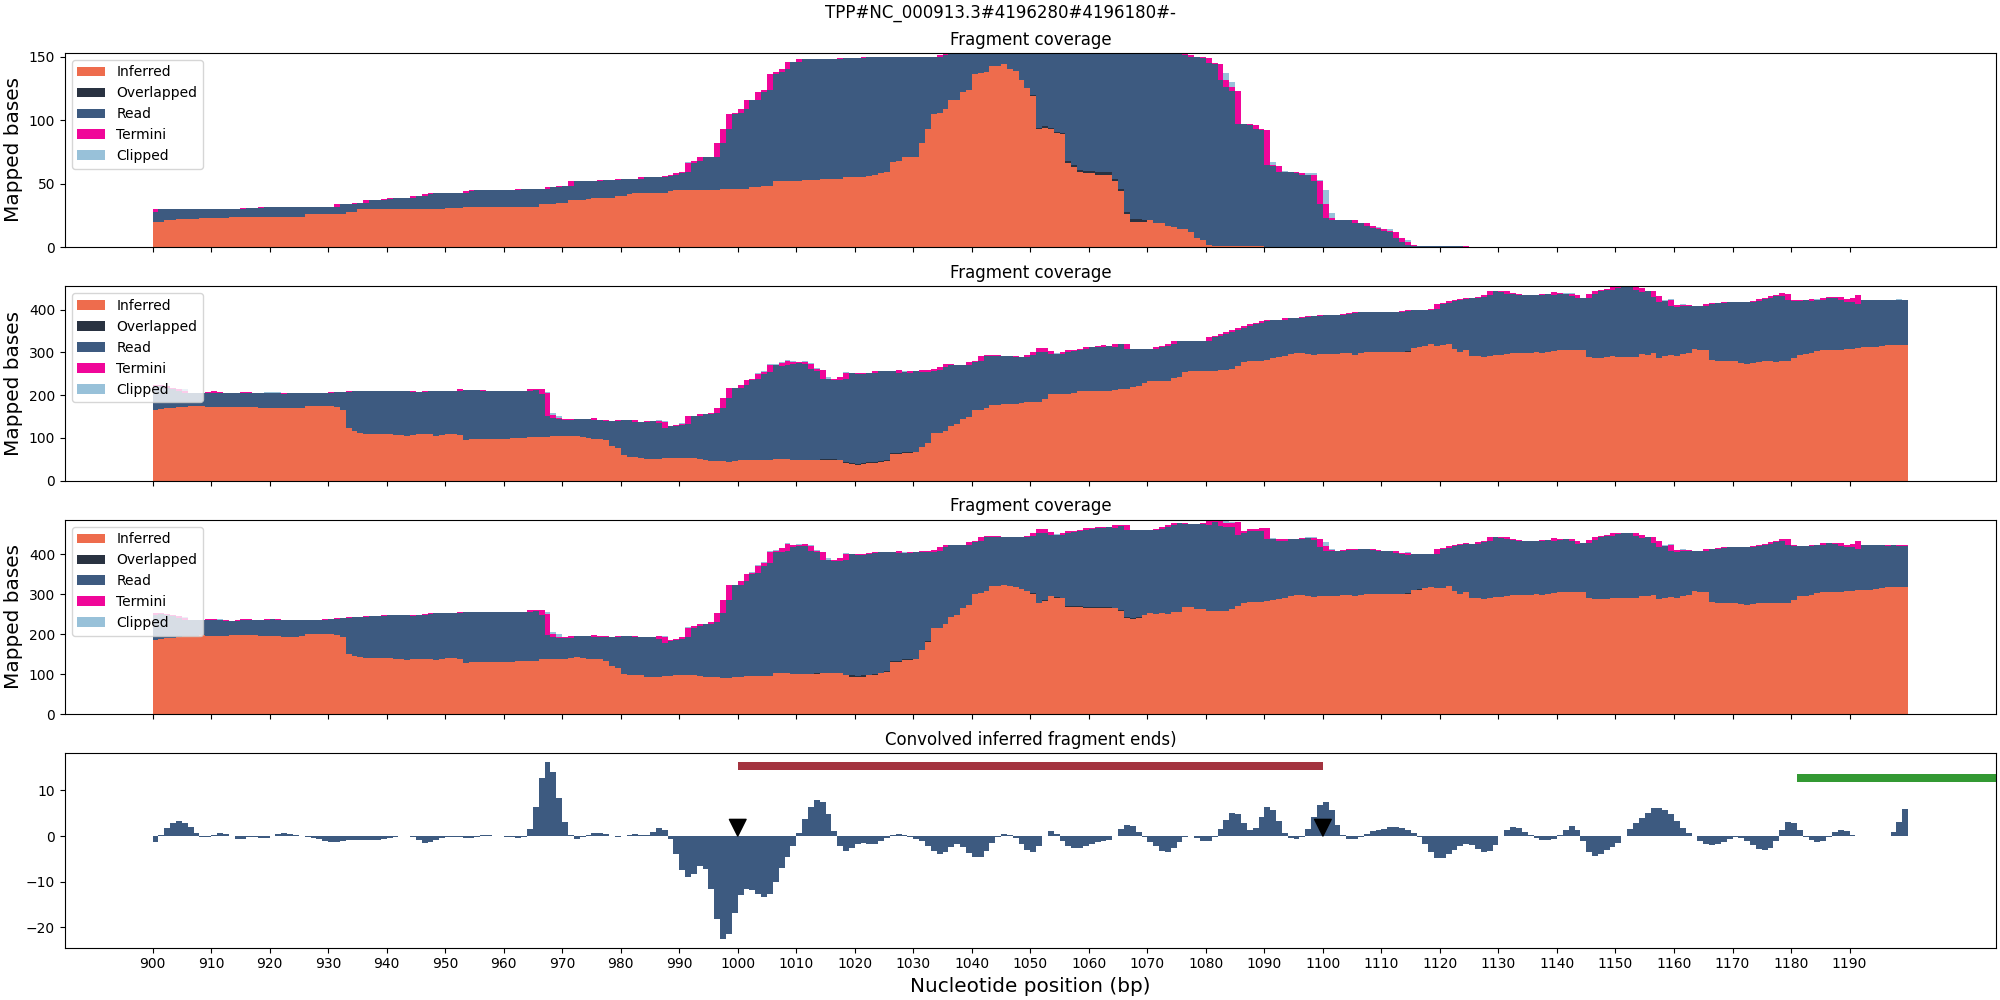 TPP#NC_000913.3#4196280#4196180#-
Fragment coverage
Mapped bases
150
100
50
0
Inferred
Overlapped
Read
Termini
Clipped
Fragment coverage
Mapped bases
400
300
200
100
0
Inferred
Overlapped
Read
Termini
Clipped
Fragment coverage
Mapped bases
400
300
200
100
0
Inferred
Overlapped
Read
Termini
Clipped
Convolved inferred fragment ends)
10
0
−10
−20
900 910 920 930 940 950 960 970 980 990 1000 1010 1020 1030 1040 1050 1060 1070 1080 1090 1100 1110 1120 1130 1140 1150 1160 1170 1180 1190
Nucleotide position (bp)